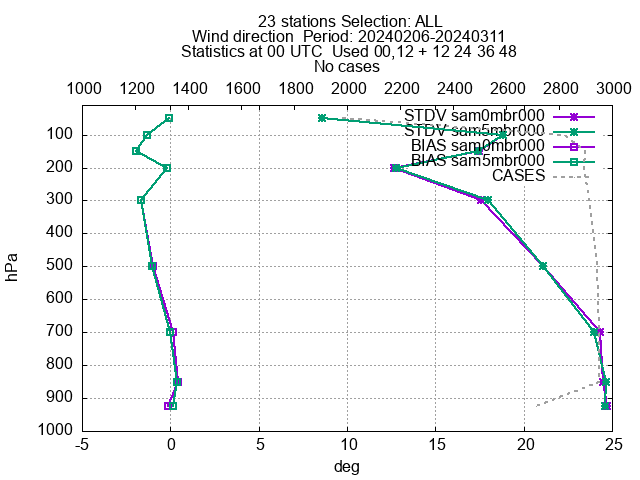 23 stations Selection: ALL
Wind direction  Period: 20240206-20240311
Statistics at 00 UTC  Used 00,12 + 12 24 36 48
No cases
1000 1200 1400 1600 1800 2000 2200 2400 2600 2800 3000
STDV sam0mbr000
STDV sam5mbr000
BIAS sam0mbr000
BIAS sam5mbr000
CASES
100
200
300
400
500
600
700
800
900
1000
hPa
-5 0 5 10 15 20 25
deg